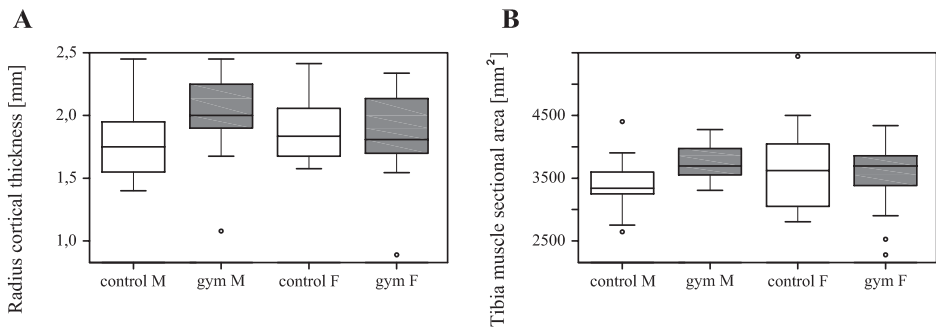 A
Radius cortical thickness [mm]
2,5
2,0
1,5
1,0
control M gym M control F gym F
B
Tibia muscle sectional area [mm²]
4500
3500
2500
control M gym M control F gym F